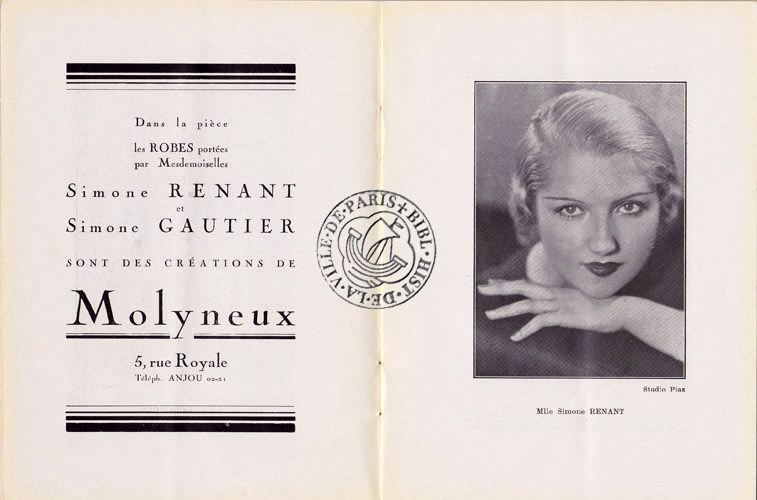 Dans la pièce
les ROBES portées
par Mesdemoiselles
Simone RENANT
et
Simone GAUTIER
SONT DES CRÉATIONS DE
Molyneux
5, rue Royale
Téléph. ANJOU 02-21
BIBL·HIST·DE·LA·VILLE·DE·PARIS
Studio Piaz
Mlle Simone RENANT